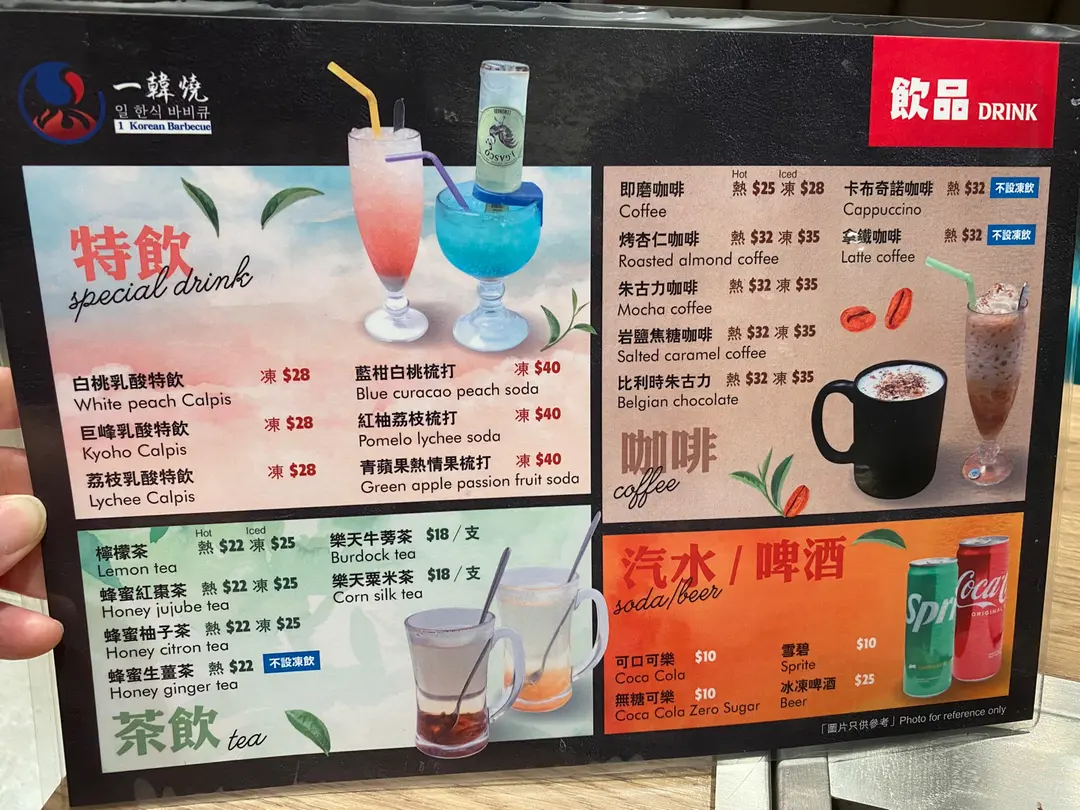 一韓燒
일 한식 바비큐
1 Korean Barbecue
飲品 DRINK
特飲
special drink
白桃乳酸特飲 凍 $28
White peach Calpis
巨峰乳酸特飲 凍 $28
Kyoho Calpis
荔枝乳酸特飲 凍 $28
Lychee Calpis
藍柑白桃梳打 凍 $40
Blue curacao peach soda
紅柚荔枝梳打 凍 $40
Pomelo lychee soda
青蘋果熱情果梳打 凍 $40
Green apple passion fruit soda
Hot Iced
即磨咖啡 熱 $25 凍 $28
Coffee
烤杏仁咖啡 熱 $32 凍 $35
Roasted almond coffee
朱古力咖啡 熱 $32 凍 $35
Mocha coffee
岩鹽焦糖咖啡 熱 $32 凍 $35
Salted caramel coffee
比利時朱古力 熱 $32 凍 $35
Belgian chocolate
卡布奇諾咖啡 熱 $32 不設凍飲
Cappuccino
拿鐵咖啡 熱 $32 不設凍飲
Latte coffee
咖啡
coffee
Hot Iced
檸檬茶 熱 $22 凍 $25
Lemon tea
蜂蜜紅棗茶 熱 $22 凍 $25
Honey jujube tea
蜂蜜柚子茶 熱 $22 凍 $25
Honey citron tea
蜂蜜生薑茶 熱 $22 不設凍飲
Honey ginger tea
樂天牛蒡茶 $18 / 支
Burdock tea
樂天粟米茶 $18 / 支
Corn silk tea
茶飲 tea
汽水 / 啤酒
soda/beer
Spri
Coca
ORIGINAL
可口可樂 $10
Coca Cola
無糖可樂 $10
Coca Cola Zero Sugar
雪碧 $10
Sprite
冰凍啤酒 $25
Beer
「圖片只供參考」Photo for reference only